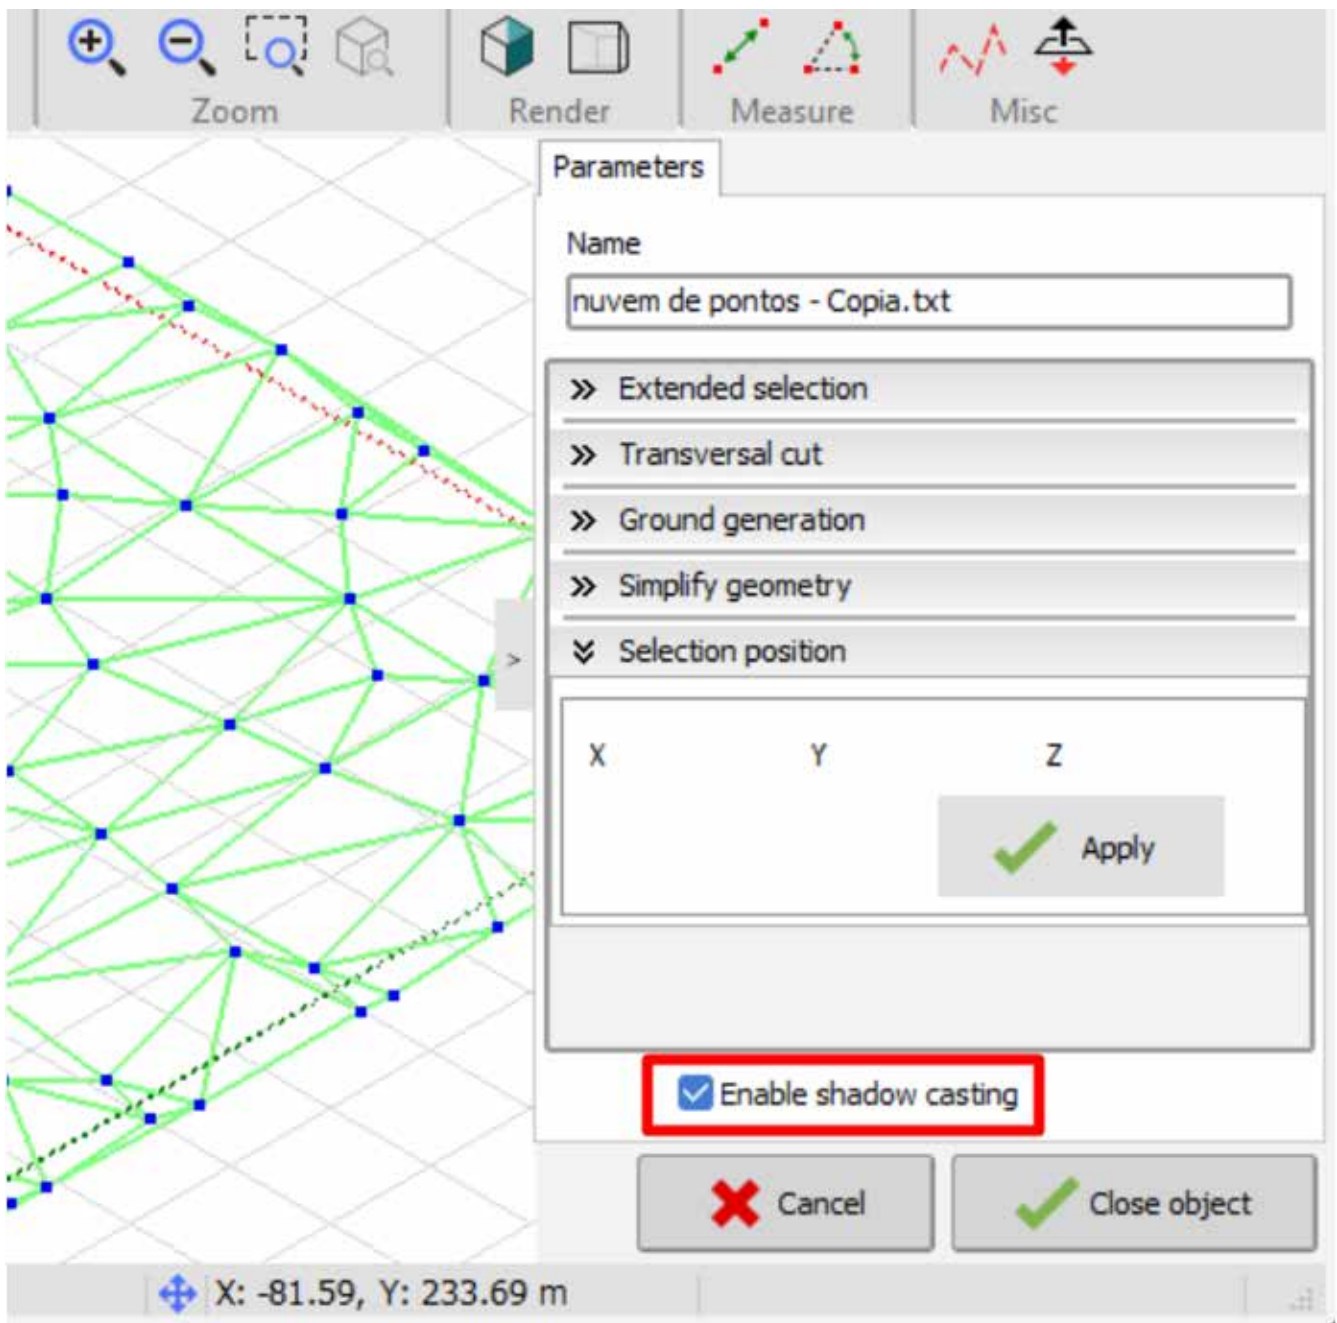 Zoom Render Measure Misc
Parameters
Name
nuvem de pontos - Copia.txt
Extended selection
Transversal cut
Ground generation
Simplify geometry
>
Selection position
X Y Z
Apply
Enable shadow casting
Cancel Close object
X: -81.59, Y: 233.69 m